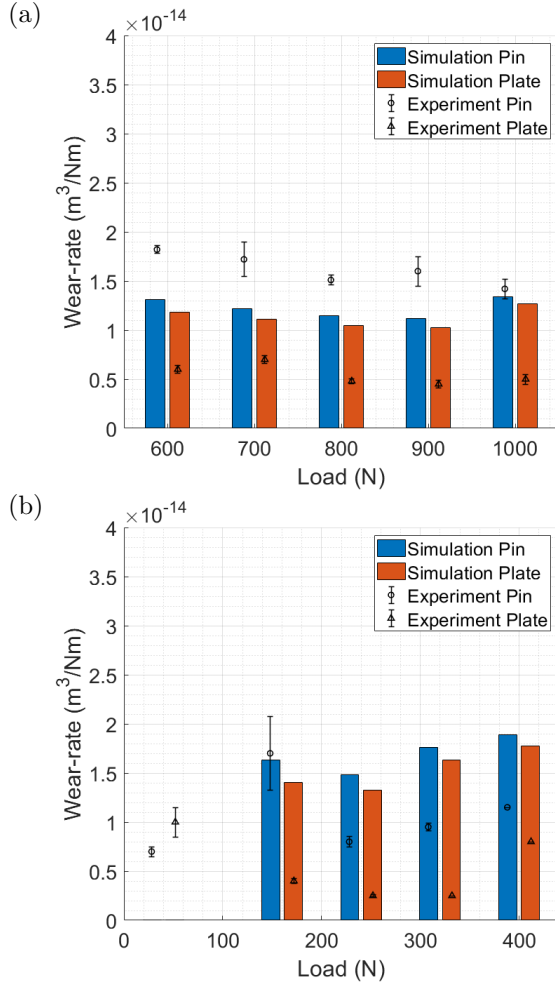 (a)
×10^-14
4
3.5
3
2.5
2
1.5
1
0.5
0
Wear-rate (m^3/Nm)
Simulation Pin
Simulation Plate
Experiment Pin
Experiment Plate
600 700 800 900 1000
Load (N)
(b)
×10^-14
4
3.5
3
2.5
2
1.5
1
0.5
0
Wear-rate (m^3/Nm)
Simulation Pin
Simulation Plate
Experiment Pin
Experiment Plate
0 100 200 300 400
Load (N)